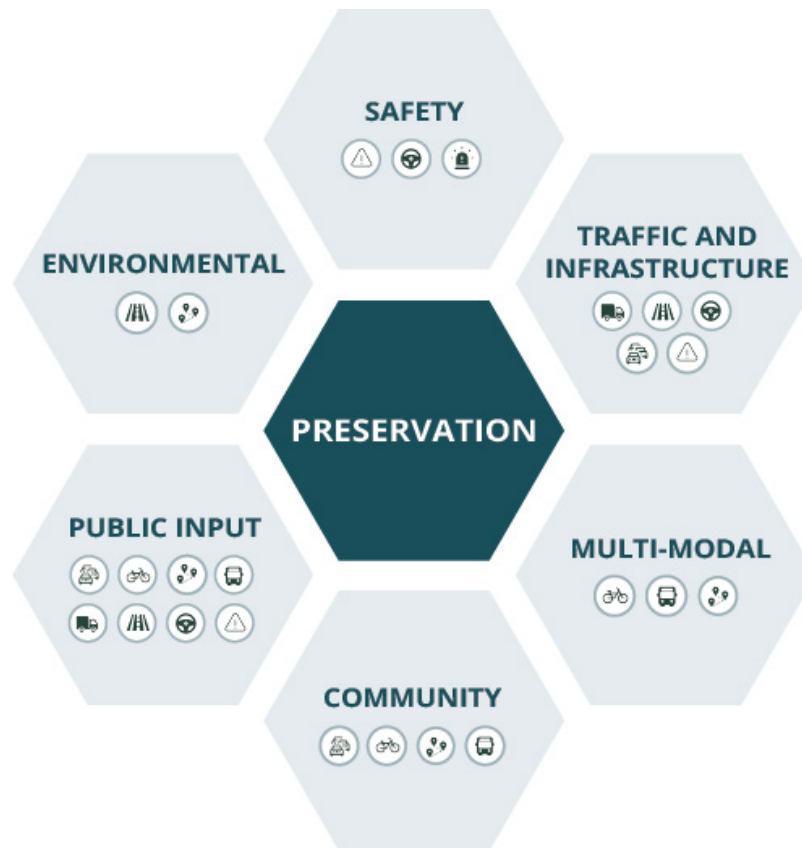 SAFETY
TRAFFIC AND
INFRASTRUCTURE
ENVIRONMENTAL
PRESERVATION
PUBLIC INPUT
MULTI-MODAL
COMMUNITY